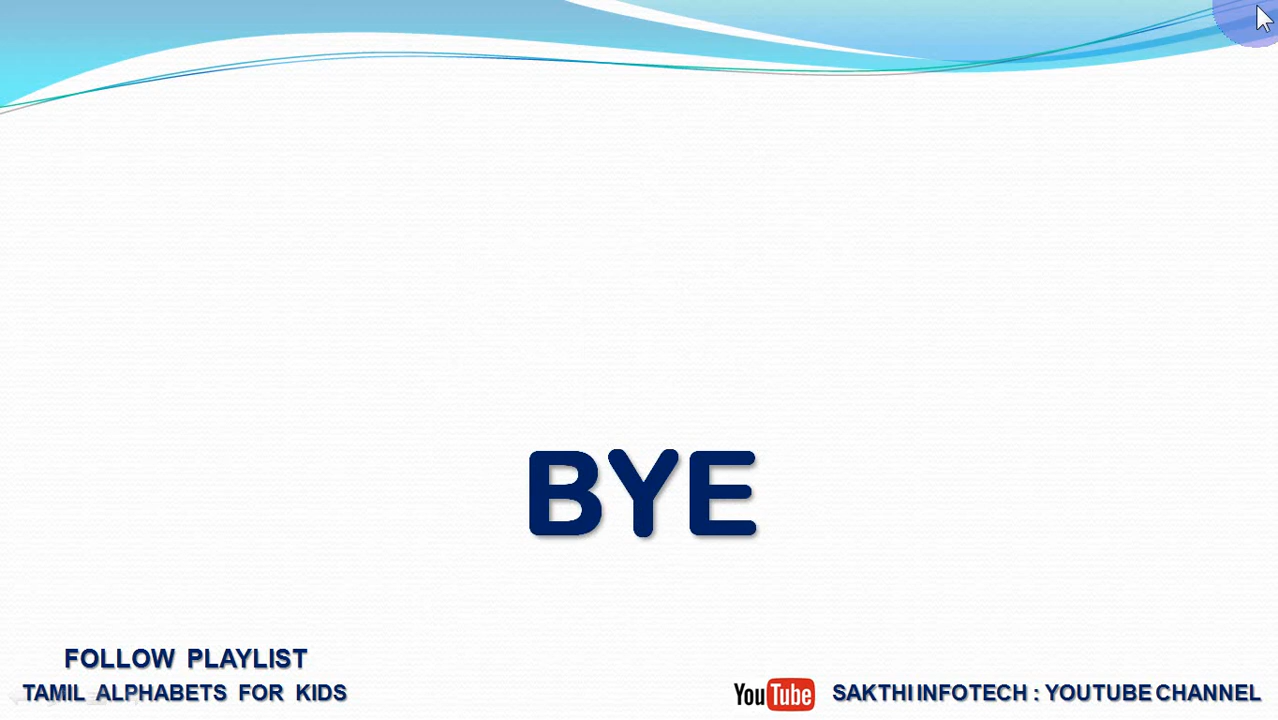 BYE
FOLLOW PLAYLIST
TAMIL ALPHABETS FOR KIDS
YouTube SAKTHI INFOTECH : YOUTUBE CHANNEL